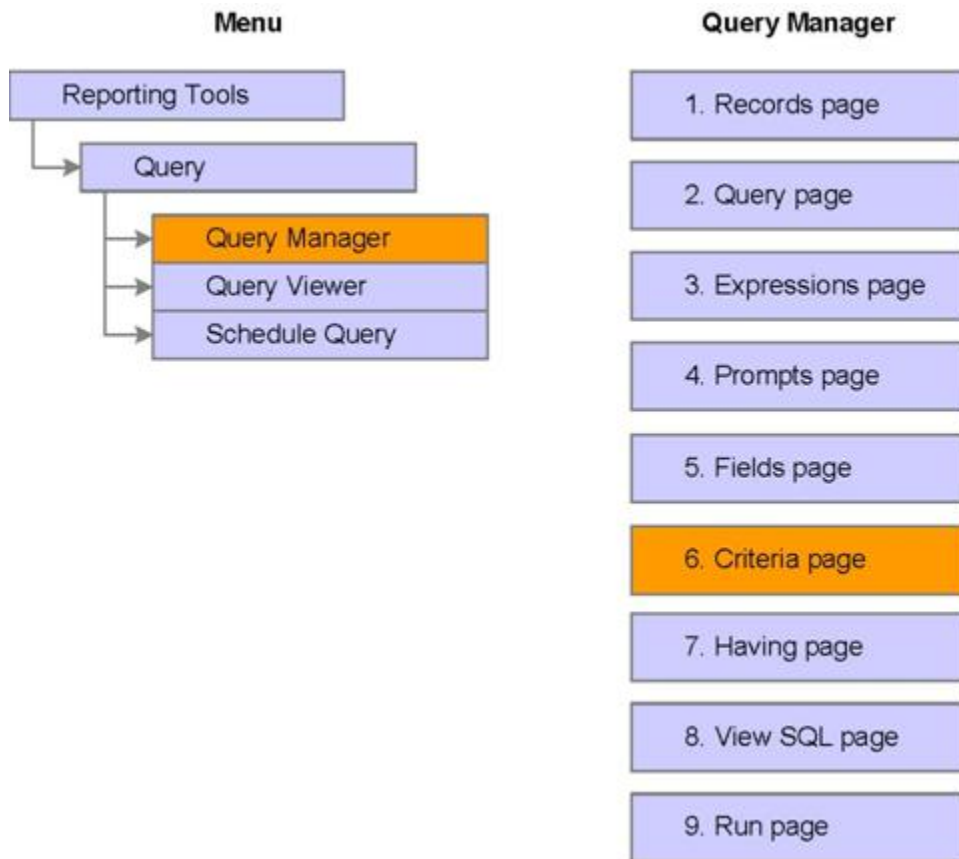 Menu
Reporting Tools
Query
Query Manager
Query Viewer
Schedule Query
Query Manager
1. Records page
2. Query page
3. Expressions page
4. Prompts page
5. Fields page
6. Criteria page
7. Having page
8. View SQL page
9. Run page